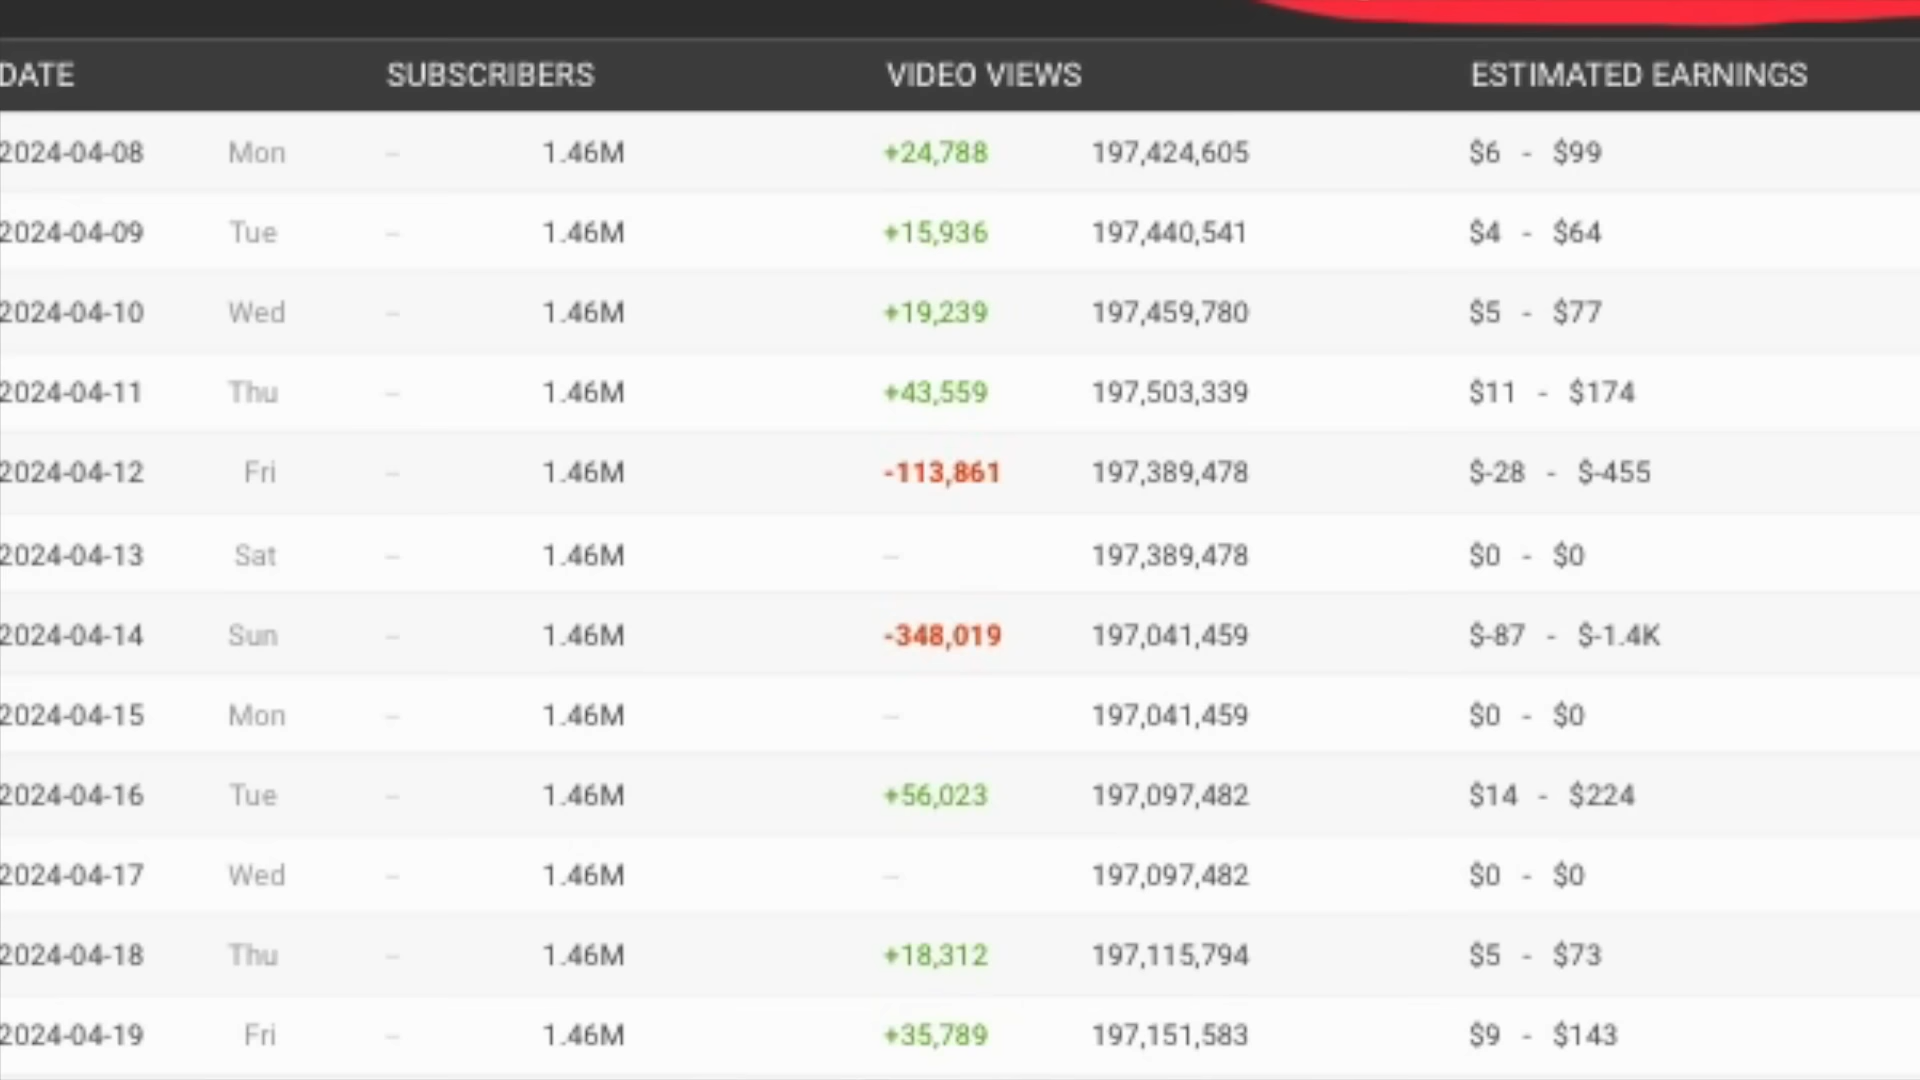 DATE SUBSCRIBERS VIDEO VIEWS ESTIMATED EARNINGS
2024-04-08 Mon – 1.46M +24,788 197,424,605 $6 - $99
2024-04-09 Tue – 1.46M +15,936 197,440,541 $4 - $64
2024-04-10 Wed – 1.46M +19,239 197,459,780 $5 - $77
2024-04-11 Thu – 1.46M +43,559 197,503,339 $11 - $174
2024-04-12 Fri – 1.46M -113,861 197,389,478 $-28 - $-455
2024-04-13 Sat – 1.46M – 197,389,478 $0 - $0
2024-04-14 Sun – 1.46M -348,019 197,041,459 $-87 - $-1.4K
2024-04-15 Mon – 1.46M – 197,041,459 $0 - $0
2024-04-16 Tue – 1.46M +56,023 197,097,482 $14 - $224
2024-04-17 Wed – 1.46M – 197,097,482 $0 - $0
2024-04-18 Thu – 1.46M +18,312 197,115,794 $5 - $73
2024-04-19 Fri – 1.46M +35,789 197,151,583 $9 - $143